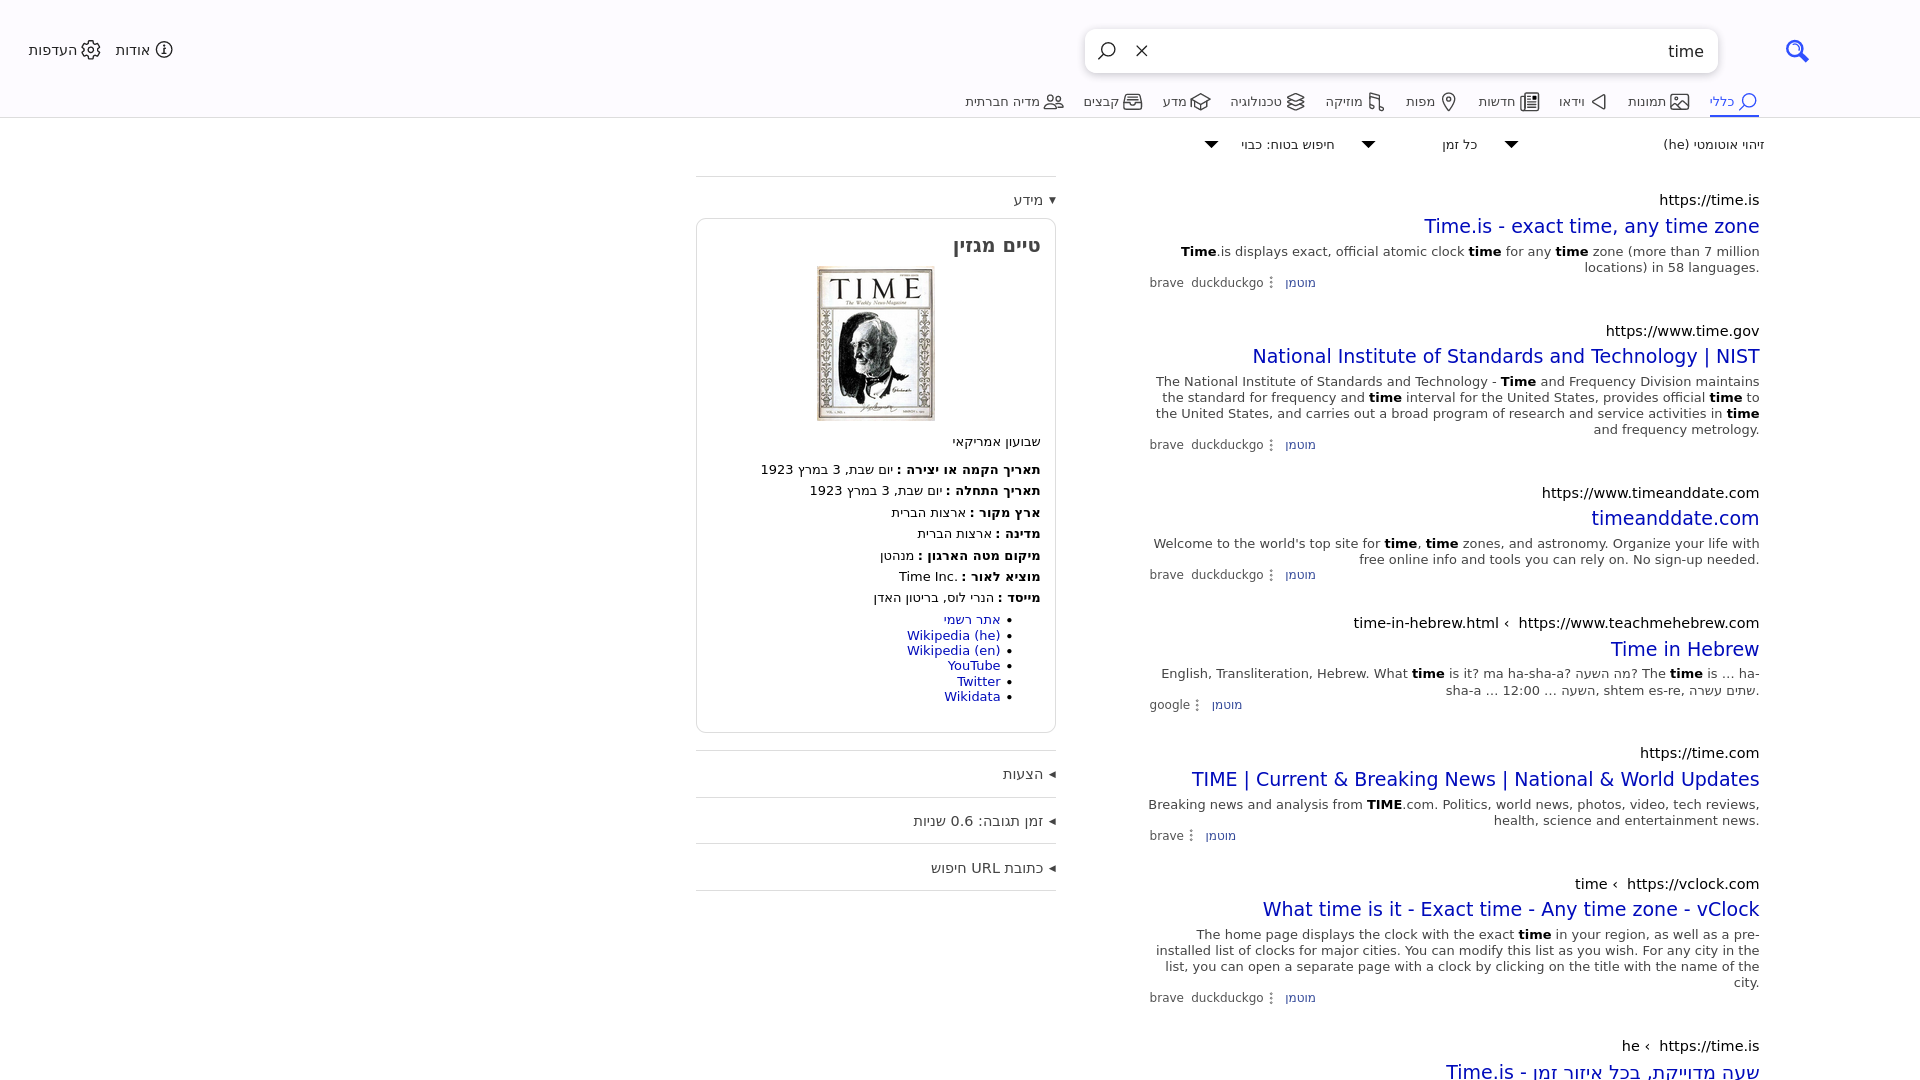 time
אודות
העדפות
כללי
תמונות
וידאו
חדשות
מפות
מוזיקה
טכנולוגיה
מדע
קבצים
מדיה חברתית
זיהוי אוטומטי (he)
כל זמן
חיפוש בטוח: כבוי
https://time.is
Time.is - exact time, any time zone
Time.is displays exact, official atomic clock time for any time zone (more than 7 million
locations) in 58 languages.
brave duckduckgo מוטמן
https://www.time.gov
National Institute of Standards and Technology | NIST
The National Institute of Standards and Technology - Time and Frequency Division maintains
the standard for frequency and time interval for the United States, provides official time to
the United States, and carries out a broad program of research and service activities in time
and frequency metrology.
brave duckduckgo מוטמן
https://www.timeanddate.com
timeanddate.com
Welcome to the world's top site for time, time zones, and astronomy. Organize your life with
free online info and tools you can rely on. No sign-up needed.
brave duckduckgo מוטמן
https://www.teachmehebrew.com › time-in-hebrew.html
Time in Hebrew
English, Transliteration, Hebrew. What time is it? ma ha-sha-a? מה השעה? The time is ... ha-
sha-a ... 12:00 ... השעה, shtem es-re, שתים עשרה.
google מוטמן
https://time.com
TIME | Current & Breaking News | National & World Updates
Breaking news and analysis from TIME.com. Politics, world news, photos, video, tech reviews,
health, science and entertainment news.
brave מוטמן
https://vclock.com › time
What time is it - Exact time - Any time zone - vClock
The home page displays the clock with the exact time in your region, as well as a pre-
installed list of clocks for major cities. You can modify this list as you wish. For any city in the
list, you can open a separate page with a clock by clicking on the title with the name of the
city.
brave duckduckgo מוטמן
https://time.is › he
שעה מדוייקת, בכל איזור זמן - Time.is
מידע
טיים מגזין
TIME
The Weekly News-Magazine
שבועון אמריקאי
תאריך הקמה או יצירה : יום שבת, 3 במרץ 1923
תאריך התחלה : יום שבת, 3 במרץ 1923
ארץ מקור : ארצות הברית
מדינה : ארצות הברית
מיקום מטה הארגון : מנהטן
מוציא לאור : Time Inc.
מייסד : הנרי לוס, בריטון האדן
• אתר רשמי
• Wikipedia (he)
• Wikipedia (en)
• YouTube
• Twitter
• Wikidata
הצעות
זמן תגובה: 0.6 שניות
כתובת URL חיפוש